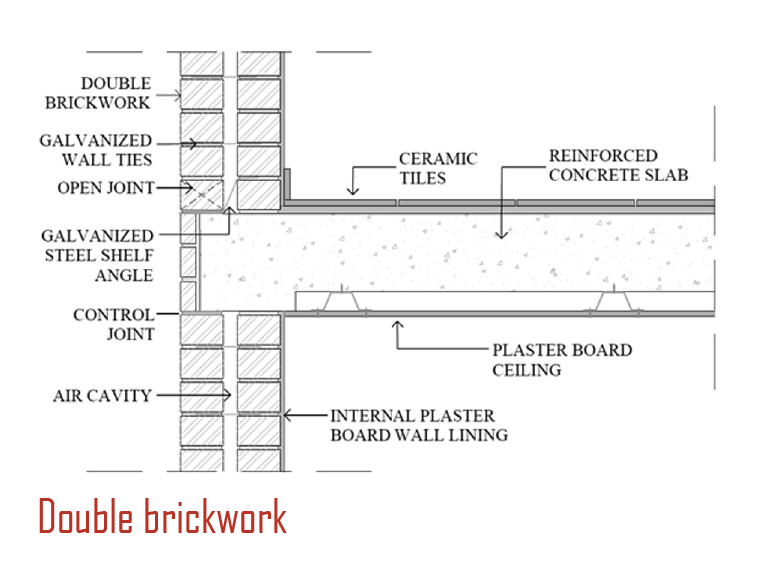 DOUBLE
BRICKWORK
GALVANIZED
WALL TIES
OPEN JOINT
GALVANIZED
STEEL SHELF
ANGLE
CONTROL
JOINT
AIR CAVITY
CERAMIC
TILES
REINFORCED
CONCRETE SLAB
PLASTER BOARD
CEILING
INTERNAL PLASTER
BOARD WALL LINING
Double brickwork